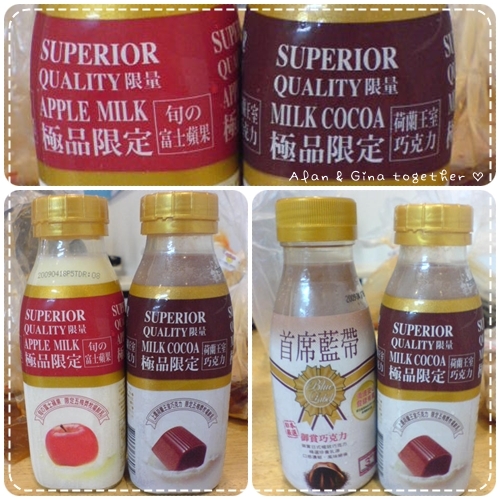 SUPERIOR
QUALITY限量
APPLE MILK
極品限定
旬の
富士蘋果
SUPERIOR
QUALITY限量
MILK COCOA
極品限定
荷蘭王室
巧克力
Alan & Gina together ♡
20090418P5TDR108
SUPERIOR
QUALITY限量
APPLE MILK
極品限定
旬の
富士蘋果
SUPERIOR
QUALITY限量
MILK COCOA
極品限定
荷蘭王室
巧克力
首席藍帶
Blue
Label
御賞巧克力
SUPERIOR
QUALITY限量
MILK COCOA
極品限定
荷蘭王室
巧克力